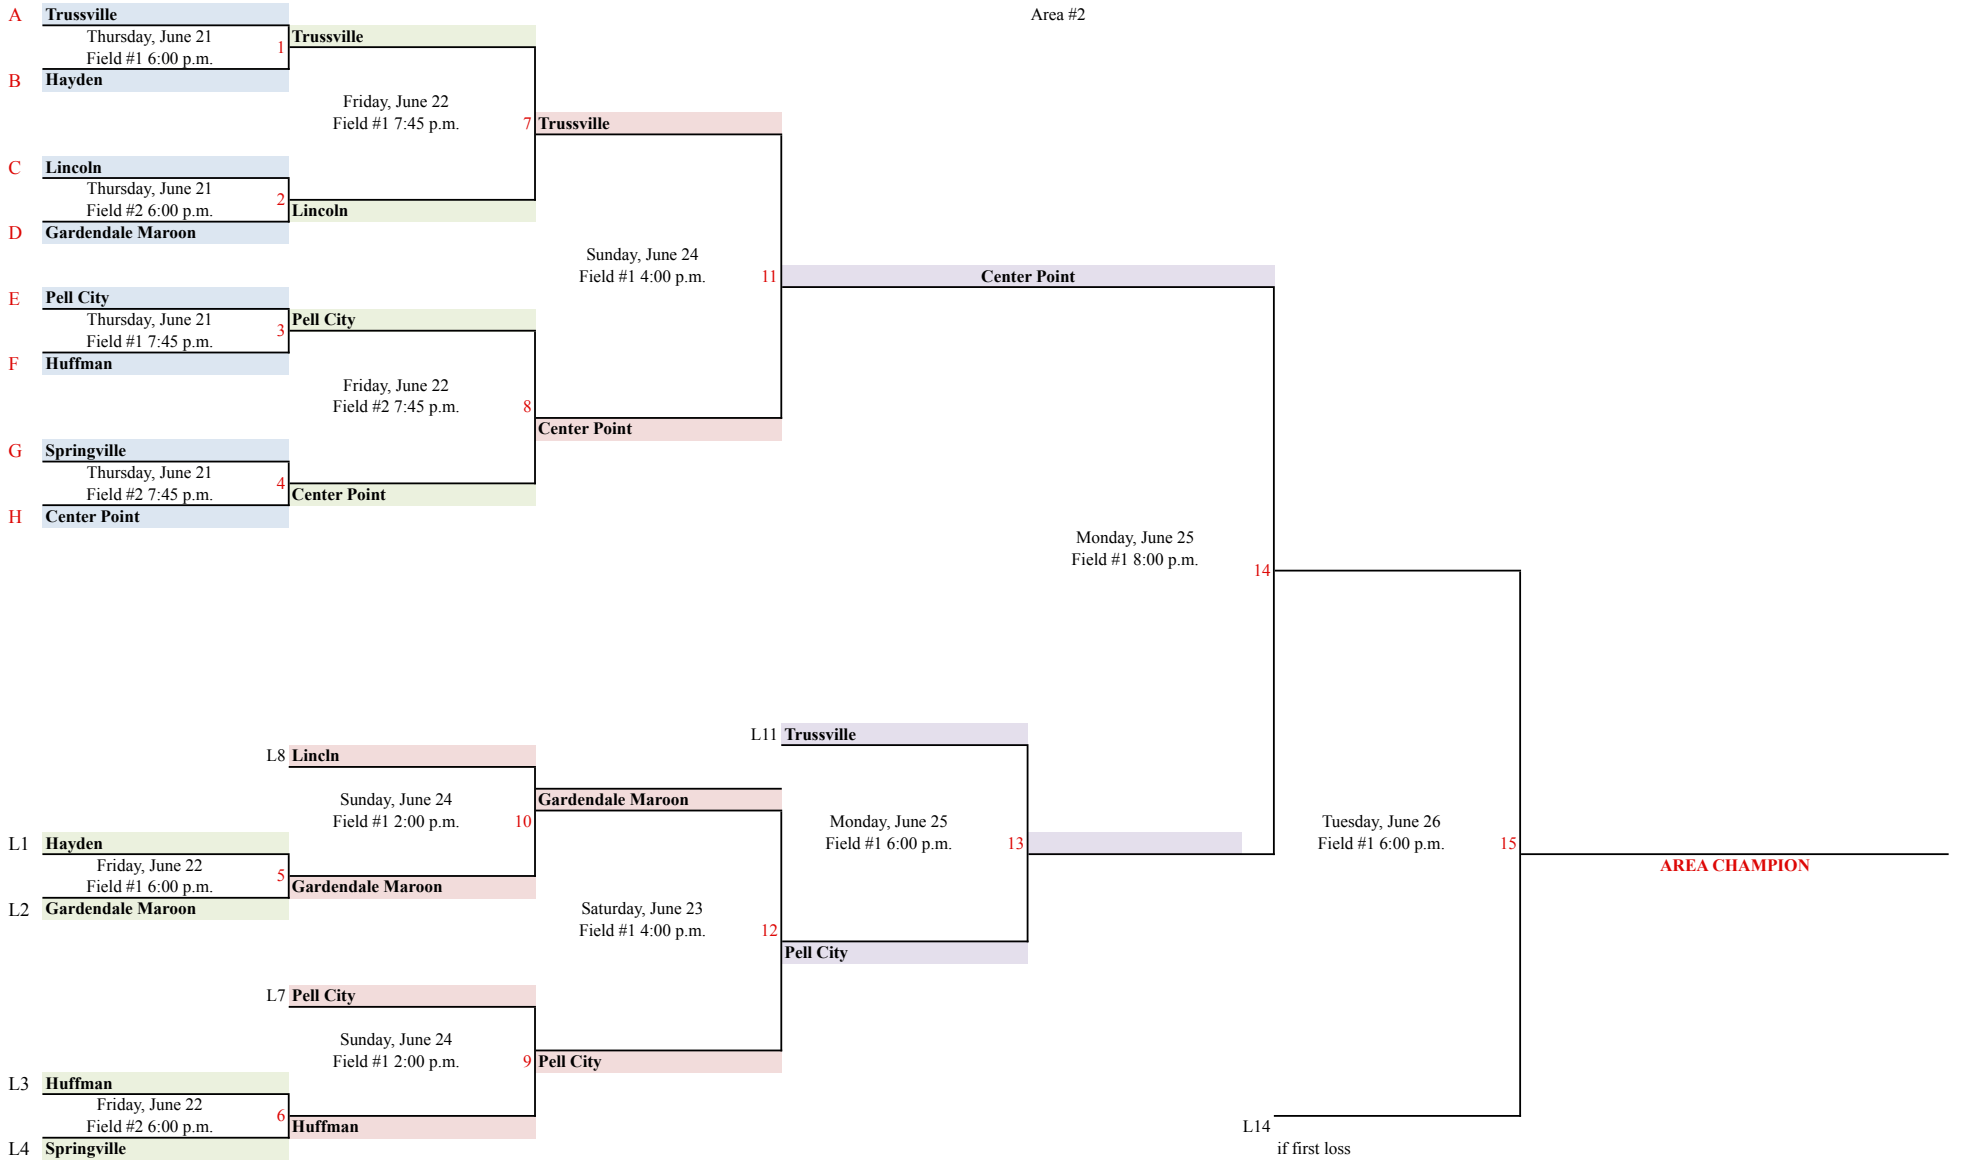 Area #2
A Trussville
Thursday, June 21
Field #1 6:00 p.m.
1
B Hayden
Trussville
Friday, June 22
Field #1 7:45 p.m.
7
C Lincoln
Thursday, June 21
Field #2 6:00 p.m.
2
D Gardendale Maroon
Lincoln
Trussville
Sunday, June 24
Field #1 4:00 p.m.
11
E Pell City
Thursday, June 21
Field #1 7:45 p.m.
3
F Huffman
Pell City
Friday, June 22
Field #2 7:45 p.m.
8
G Springville
Thursday, June 21
Field #2 7:45 p.m.
4
H Center Point
Center Point
Center Point
Center Point
Monday, June 25
Field #1 8:00 p.m.
14
L8 Lincln
Sunday, June 24
Field #1 2:00 p.m.
10
L1 Hayden
Friday, June 22
Field #1 6:00 p.m.
5
L2 Gardendale Maroon
Gardendale Maroon
Gardendale Maroon
Saturday, June 23
Field #1 4:00 p.m.
12
L7 Pell City
Sunday, June 24
Field #1 2:00 p.m.
9
L3 Huffman
Friday, June 22
Field #2 6:00 p.m.
6
L4 Springville
Huffman
Pell City
L11 Trussville
Monday, June 25
Field #1 6:00 p.m.
13
Pell City
Tuesday, June 26
Field #1 6:00 p.m.
15
AREA CHAMPION
L14
if first loss